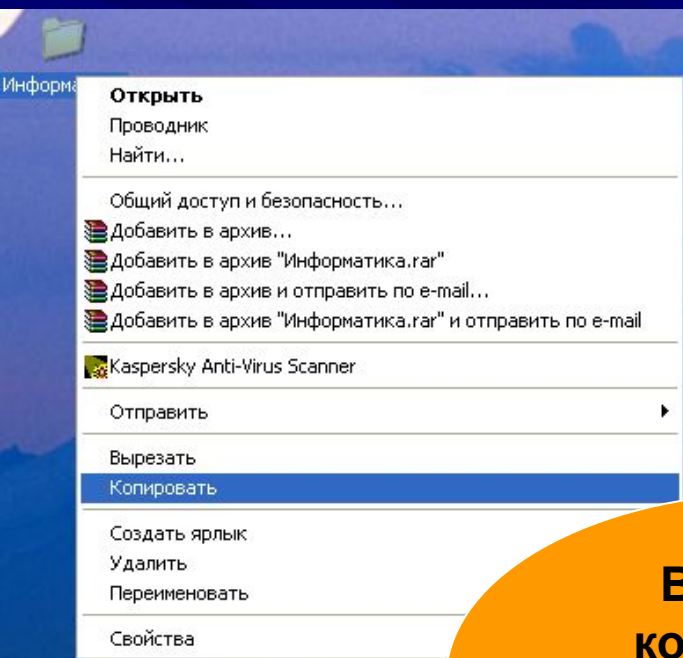 Информа
Открыть
Проводник
Найти...
Общий доступ и безопасность...
Добавить в архив...
Добавить в архив "Информатика.rar"
Добавить в архив и отправить по e-mail...
Добавить в архив "Информатика.rar" и отправить по e-mail
Kaspersky Anti-Virus Scanner
Отправить
Вырезать
Копировать
Создать ярлык
Удалить
Переименовать
Свойства